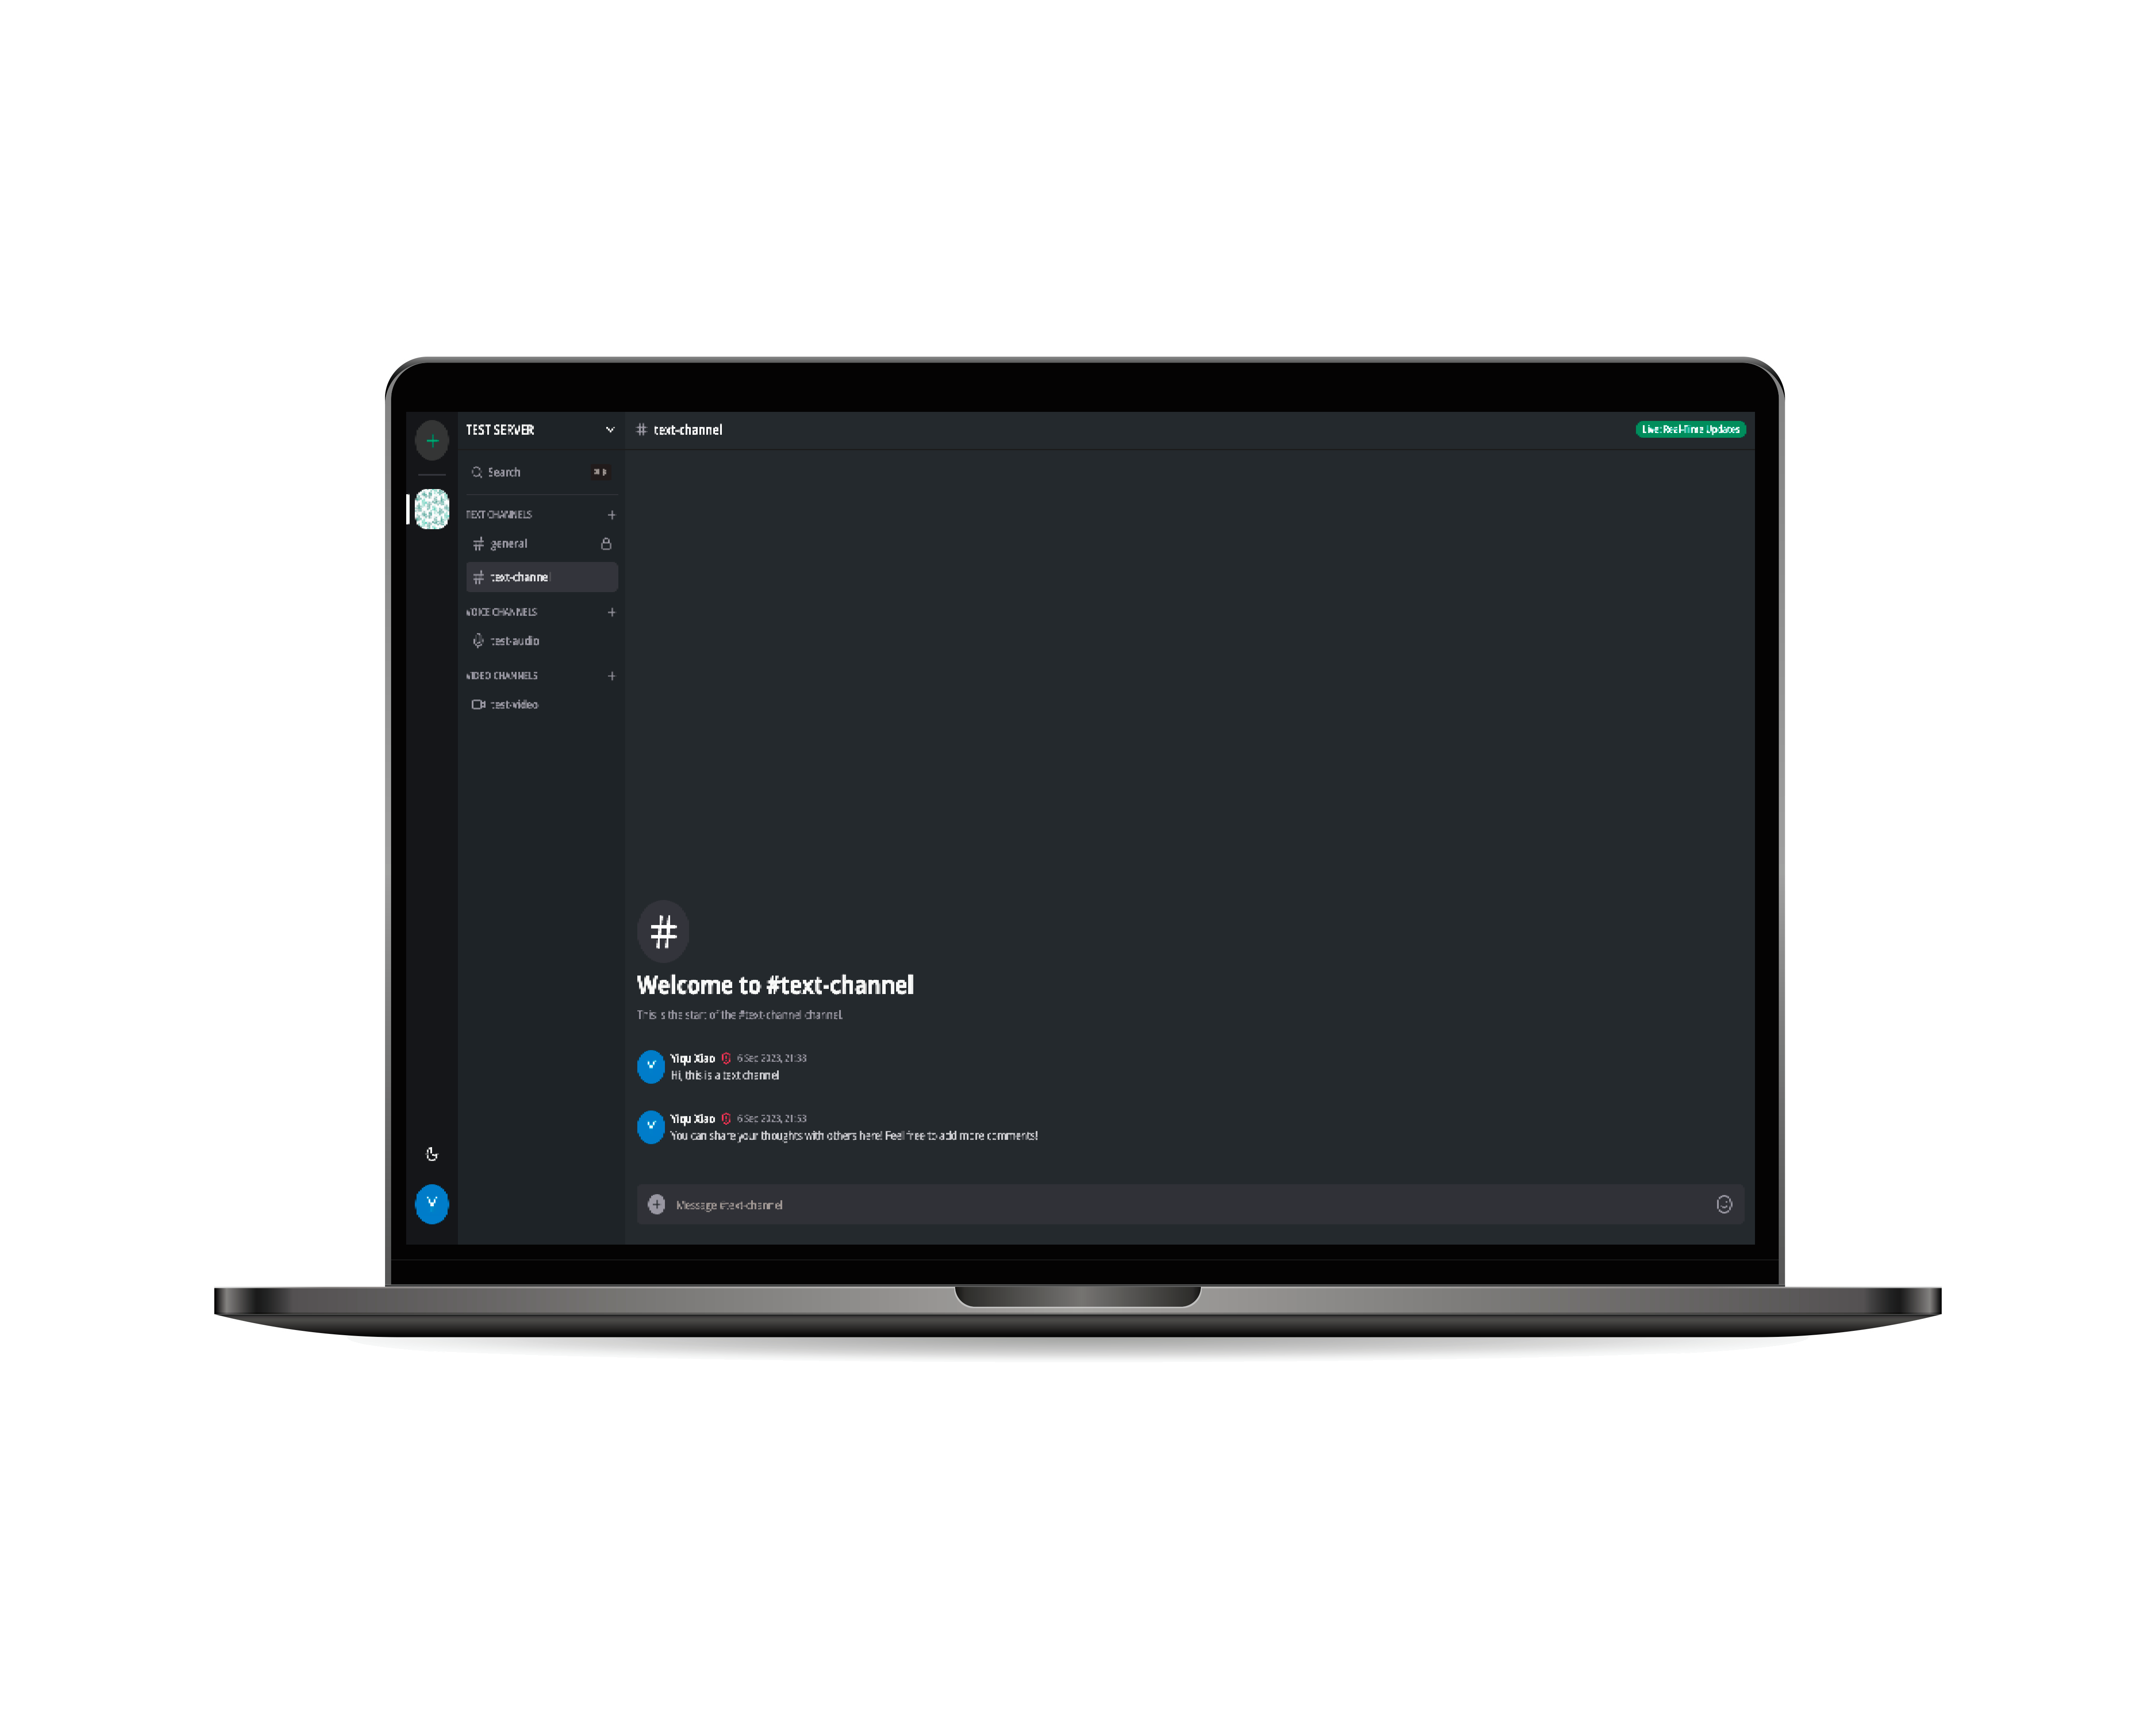 TEST SERVER
Search
TEXT CHANNELS
general
text-channel
VOICE CHANNELS
test-audio
VIDEO CHANNELS
test-video
# text-channel
Live: Real-Time Updates
#
Welcome to #text-channel
This is the start of the #text-channel channel.
Yiqu Xiao 6 Sep 2023, 21:38
Hi, this is a text channel
Yiqu Xiao 6 Sep 2023, 21:53
You can share your thoughts with others here! Feel free to add more comments!
Message #text-channel